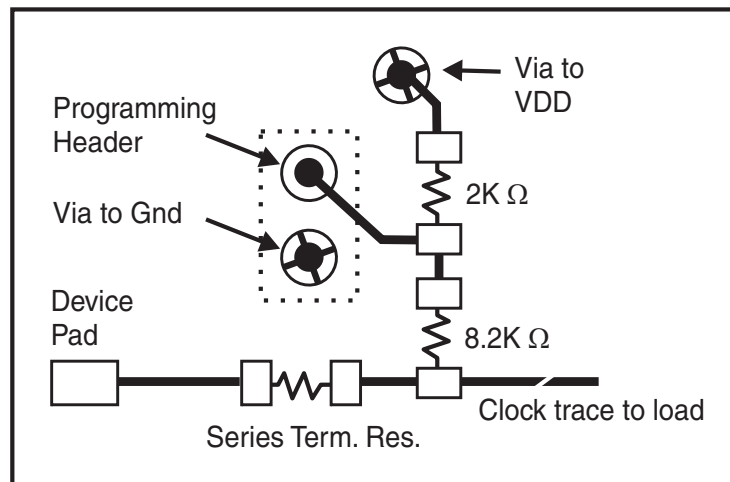 Via to
VDD
Programming
Header
2K Ω
Via to Gnd
Device
Pad
8.2K Ω
Clock trace to load
Series Term. Res.